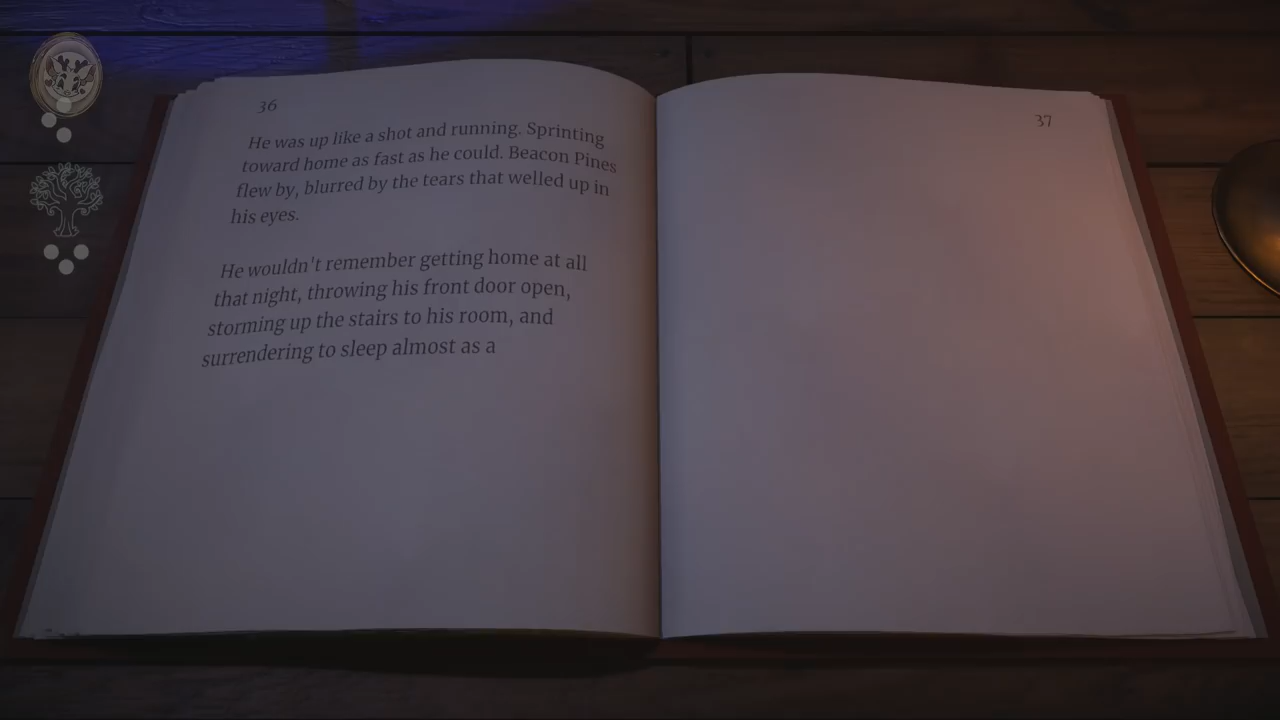 36
He was up like a shot and running. Sprinting
toward home as fast as he could. Beacon Pines
flew by, blurred by the tears that welled up in
his eyes.
He wouldn't remember getting home at all
that night, throwing his front door open,
storming up the stairs to his room, and
surrendering to sleep almost as a
37